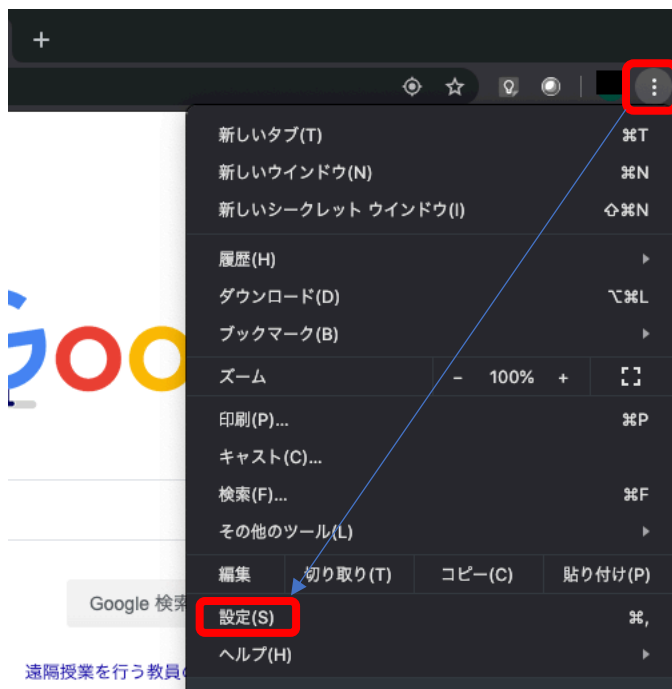 +
新しいタブ(T) ⌘T
新しいウインドウ(N) ⌘N
新しいシークレット ウインドウ(I) ⇧⌘N
履歴(H)
ダウンロード(D) ⌥⌘L
ブックマーク(B)
Goo
ズーム - 100% +
印刷(P)... ⌘P
キャスト(C)...
検索(F)... ⌘F
その他のツール(L)
編集 切り取り(T) コピー(C) 貼り付け(P)
Google 検索
設定(S) ⌘,
ヘルプ(H)
遠隔授業を行う教員